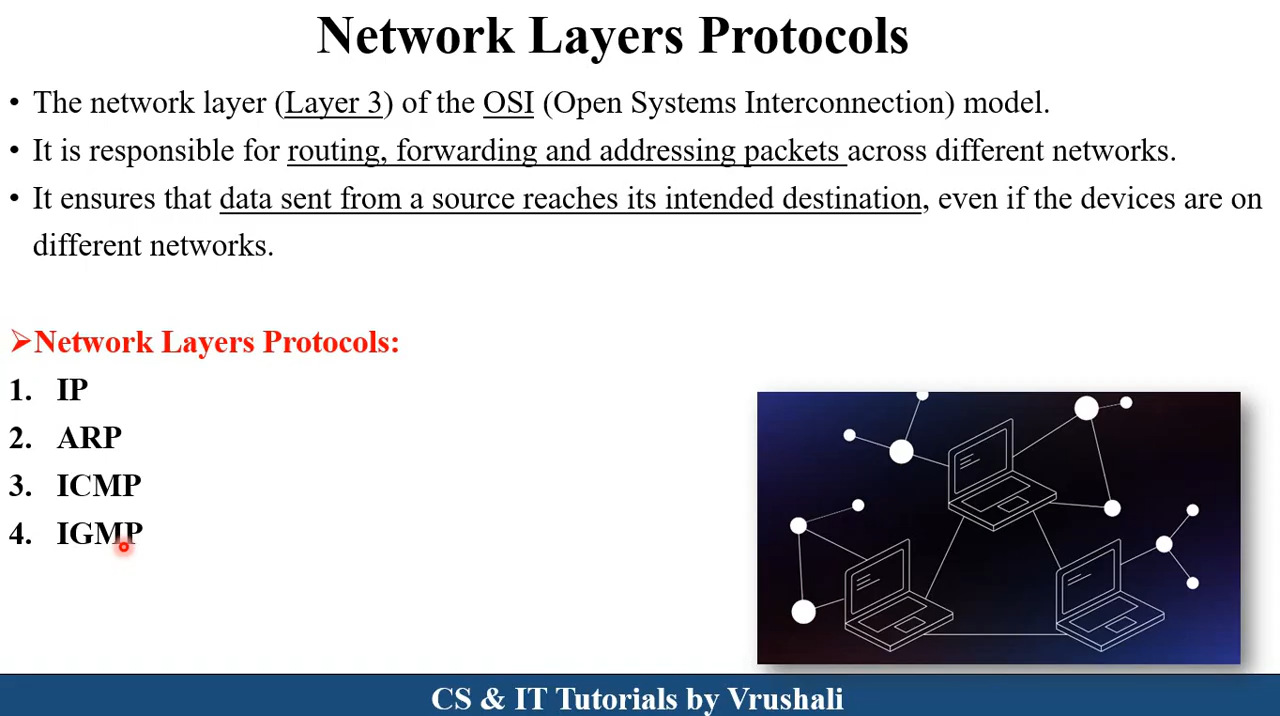 Network Layers Protocols
• The network layer (Layer 3) of the OSI (Open Systems Interconnection) model.
• It is responsible for routing, forwarding and addressing packets across different networks.
• It ensures that data sent from a source reaches its intended destination, even if the devices are on
different networks.
➢Network Layers Protocols:
1. IP
2. ARP
3. ICMP
4. IGMP
CS & IT Tutorials by Vrushali